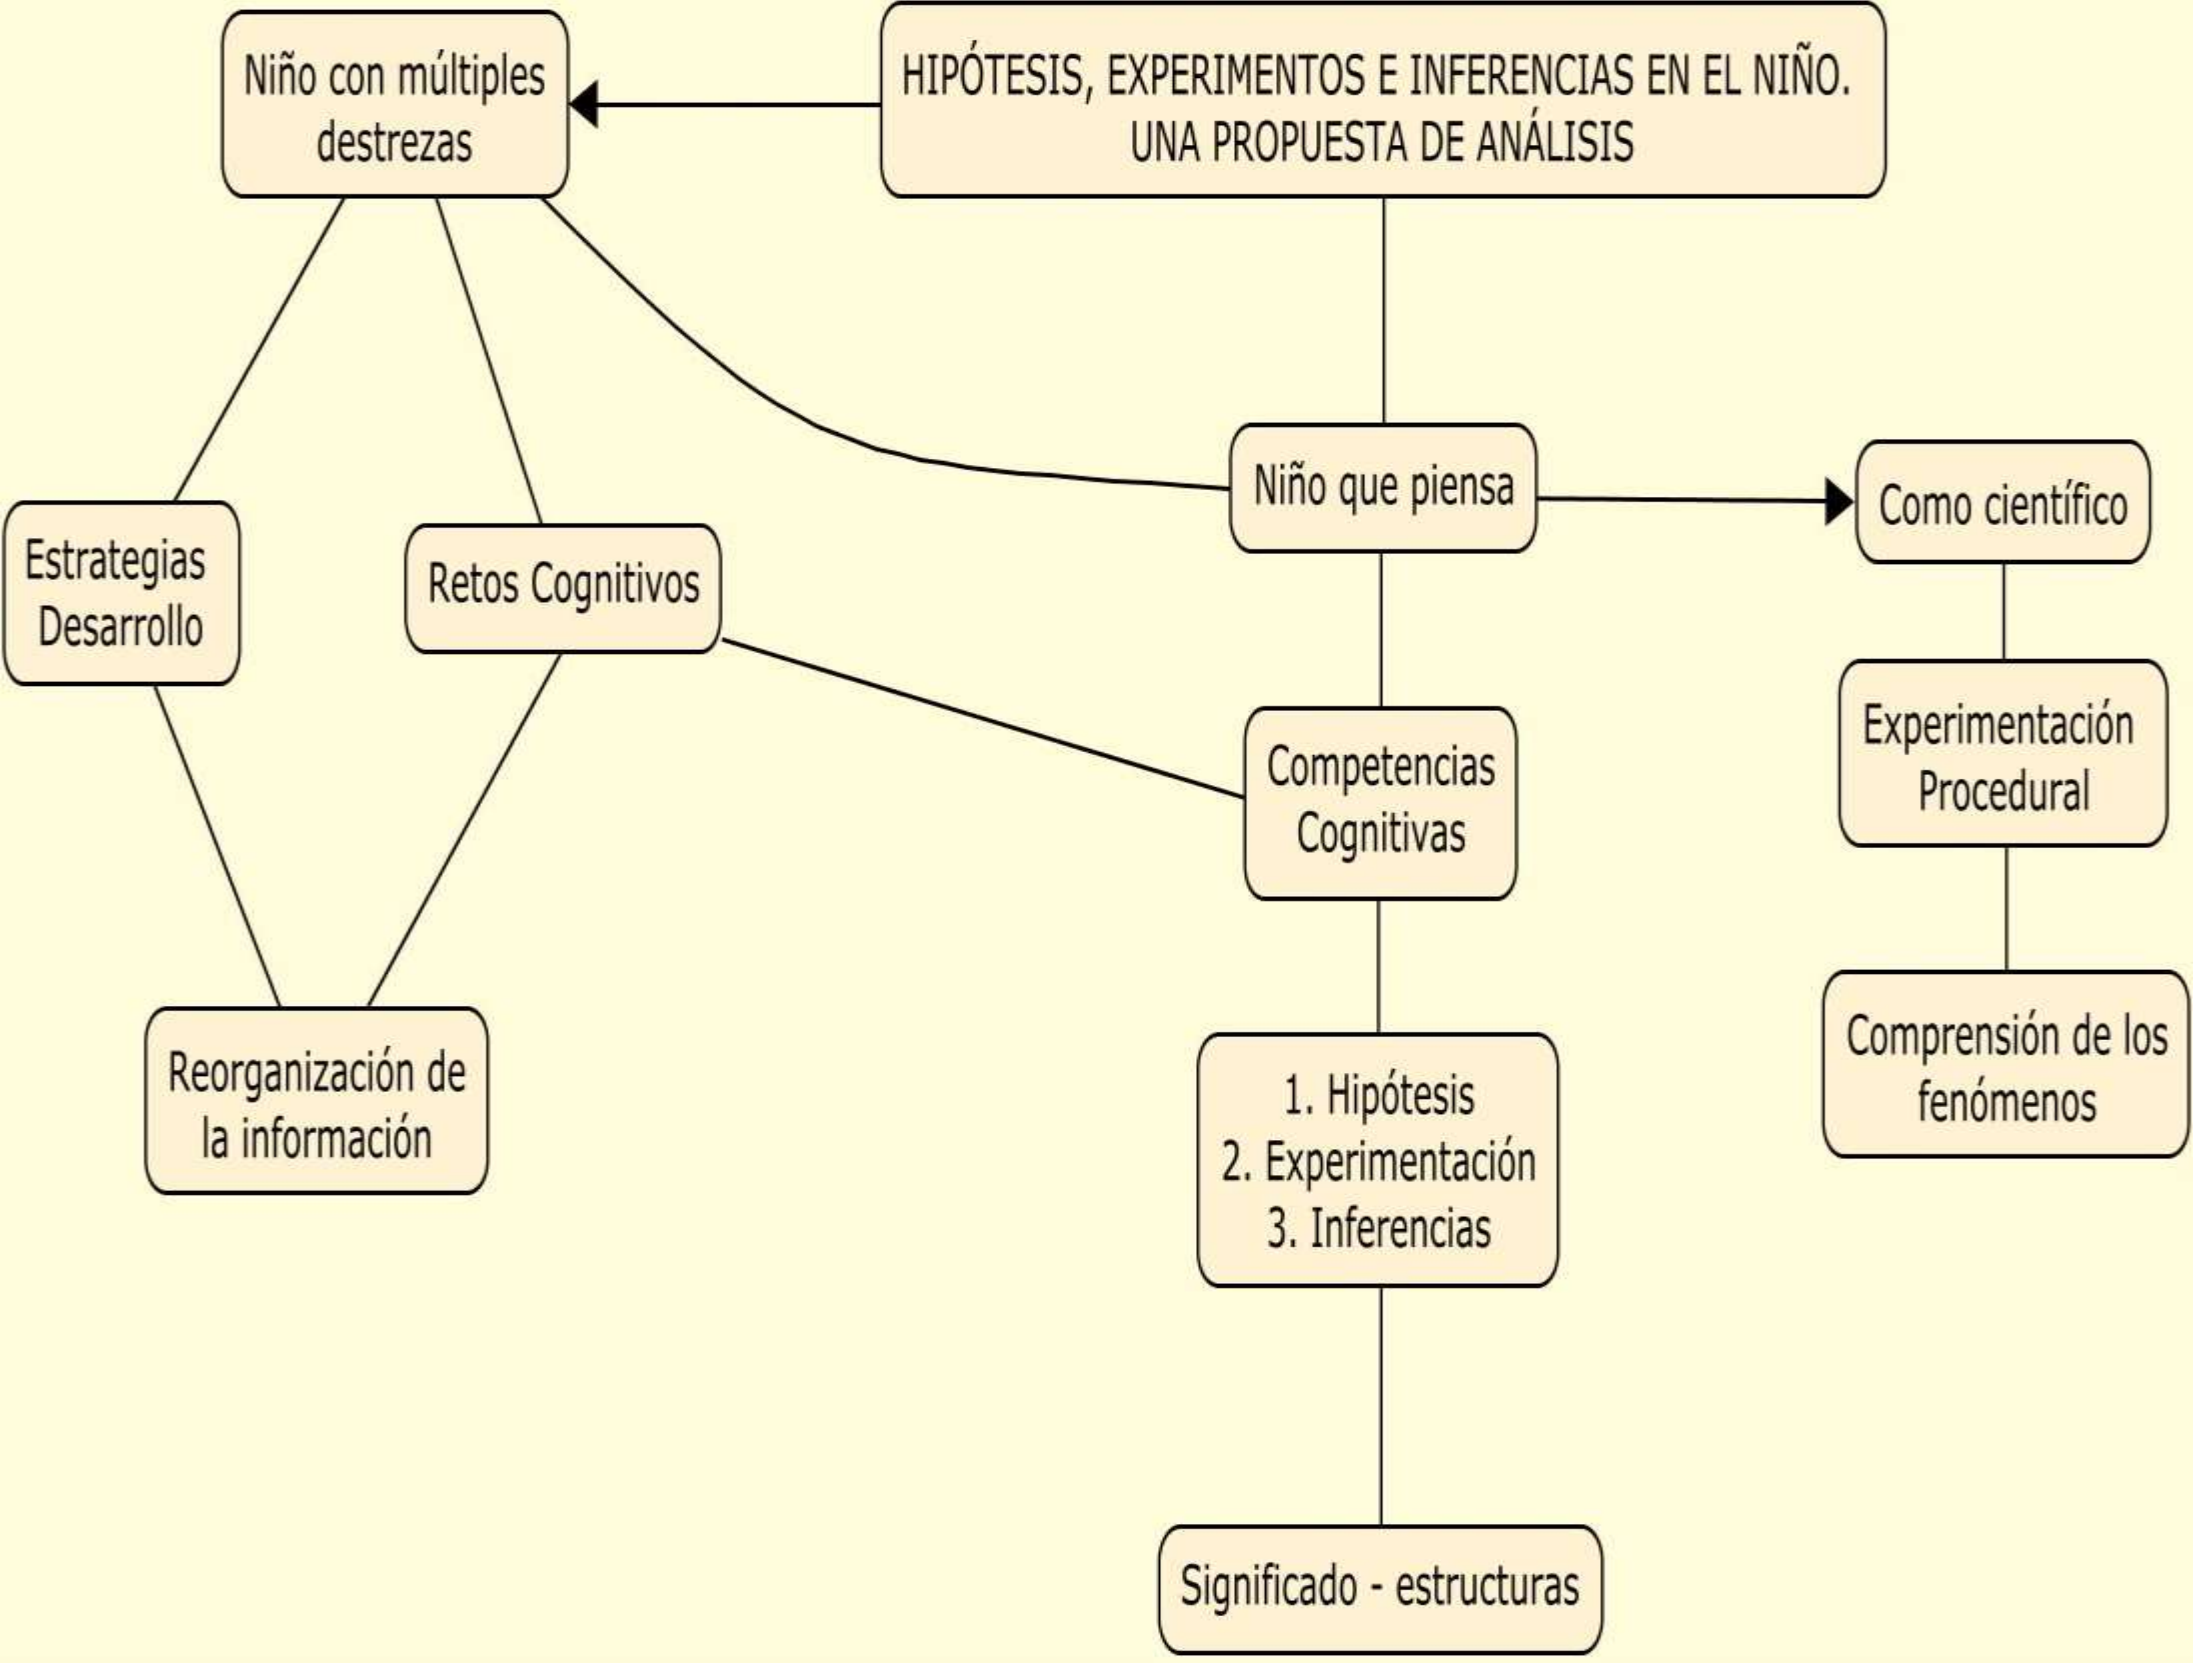 Niño con múltiples
destrezas
HIPÓTESIS, EXPERIMENTOS E INFERENCIAS EN EL NIÑO.
UNA PROPUESTA DE ANÁLISIS
Niño que piensa
Como científico
Estrategias
Desarrollo
Retos Cognitivos
Experimentación
Procedural
Competencias
Cognitivas
Reorganización de
la información
Comprensión de los
fenómenos
1. Hipótesis
2. Experimentación
3. Inferencias
Significado - estructuras